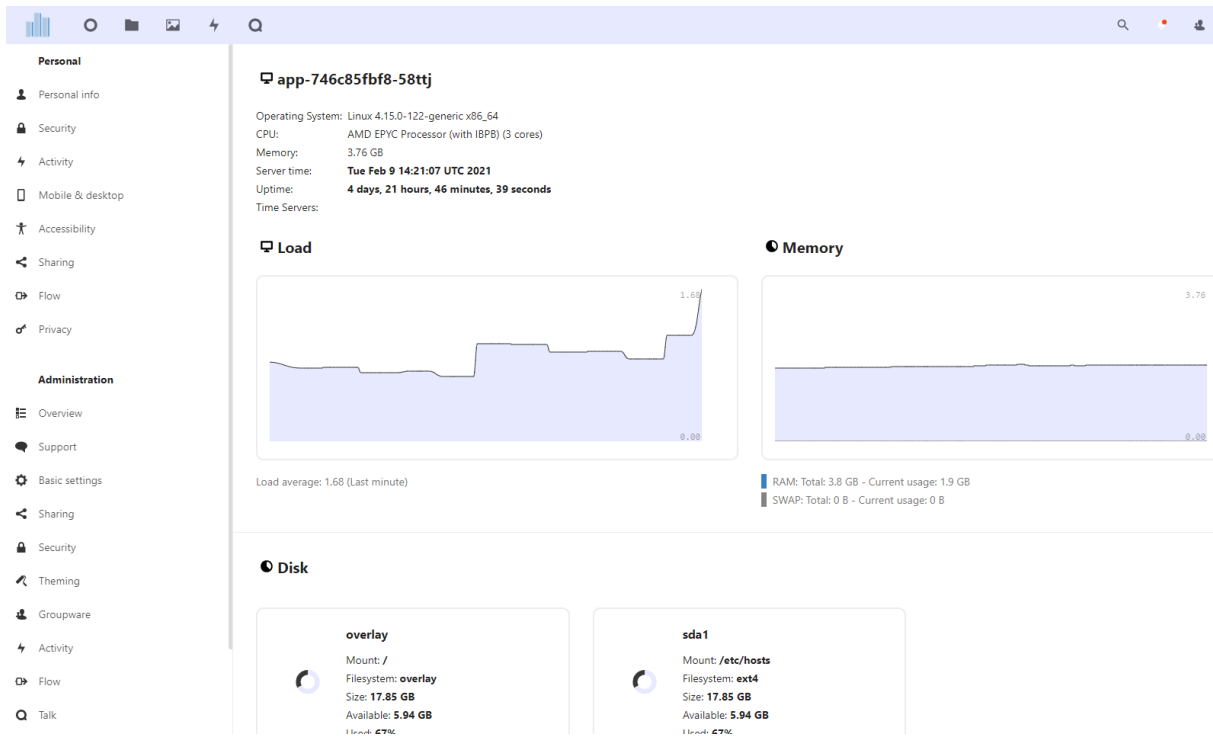 Personal
Personal info
Security
Activity
Mobile & desktop
Accessibility
Sharing
Flow
Privacy
Administration
Overview
Support
Basic settings
Sharing
Security
Theming
Groupware
Activity
Flow
Talk
app-746c85fbf8-58ttj
Operating System: Linux 4.15.0-122-generic x86_64
CPU: AMD EPYC Processor (with IBPB) (3 cores)
Memory: 3.76 GB
Server time: Tue Feb 9 14:21:07 UTC 2021
Uptime: 4 days, 21 hours, 46 minutes, 39 seconds
Time Servers:
Load
1.68
0.00
Load average: 1.68 (Last minute)
Memory
3.76
0.00
RAM: Total: 3.8 GB - Current usage: 1.9 GB
SWAP: Total: 0 B - Current usage: 0 B
Disk
overlay
Mount: /
Filesystem: overlay
Size: 17.85 GB
Available: 5.94 GB
Used: 67%
sda1
Mount: /etc/hosts
Filesystem: ext4
Size: 17.85 GB
Available: 5.94 GB
Used: 67%